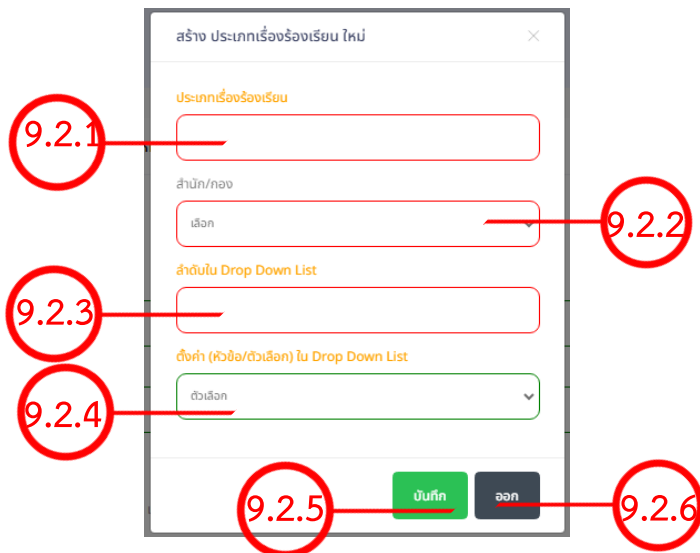 สร้าง ประเภทเรื่องร้องเรียน ใหม่
ประเภทเรื่องร้องเรียน
9.2.1
สำนัก/กอง
เลือก
9.2.2
ลำดับใน Drop Down List
9.2.3
ตั้งค่า (หัวข้อ/ตัวเลือก) ใน Drop Down List
ตัวเลือก
9.2.4
บันทึก
ออก
9.2.5
9.2.6